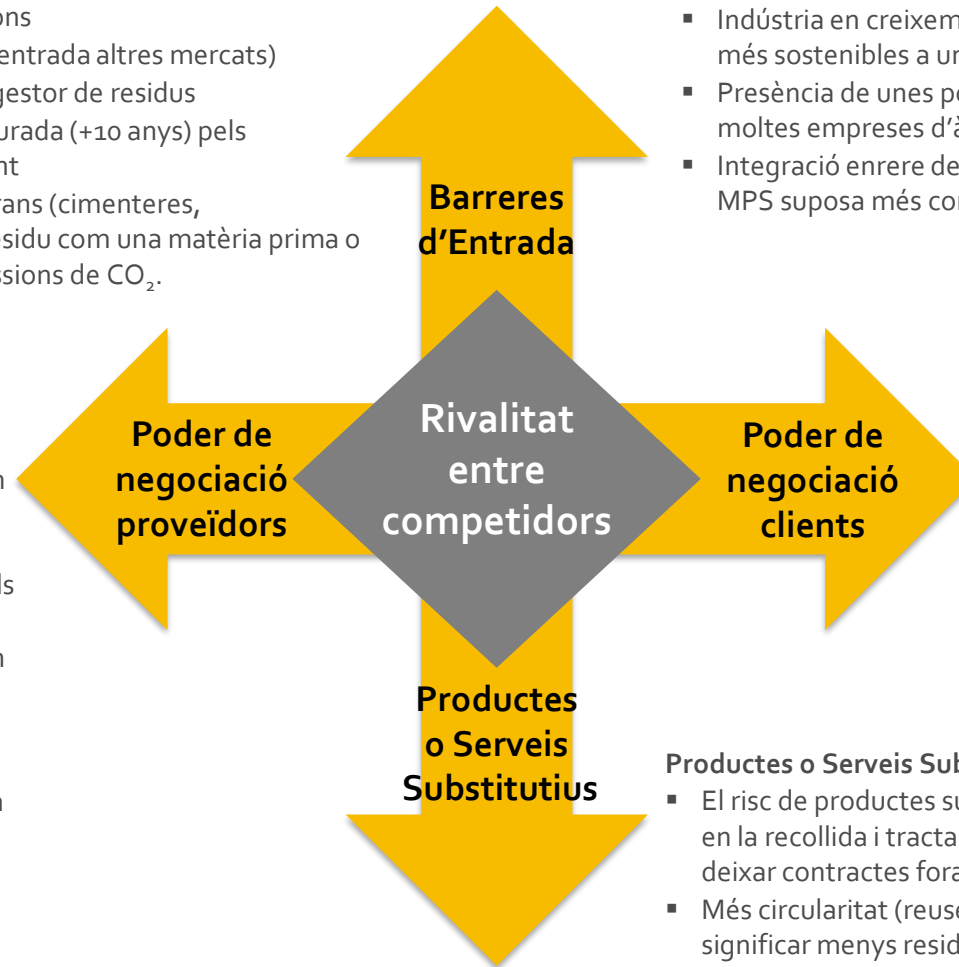 ons
entrada altres mercats)
gestor de residus
urada (+10 anys) pels
nt
rans (cimenteres,
esidu com una matèria prima o
ssions de CO₂.
▪ Indústria en creixem
més sostenibles a un
▪ Presència de unes po
moltes empreses d'à
▪ Integració enrere de
MPS suposa més con
Barreres
d'Entrada
Poder de
negociació
proveïdors
Rivalitat
entre
competidors
Poder de
negociació
clients
n
ls
n
a
Productes
o Serveis
Substitutius
Productes o Serveis Sub
▪ El risc de productes su
en la recollida i tracta
deixar contractes fora
▪ Més circularitat (reuse
significar menys resid